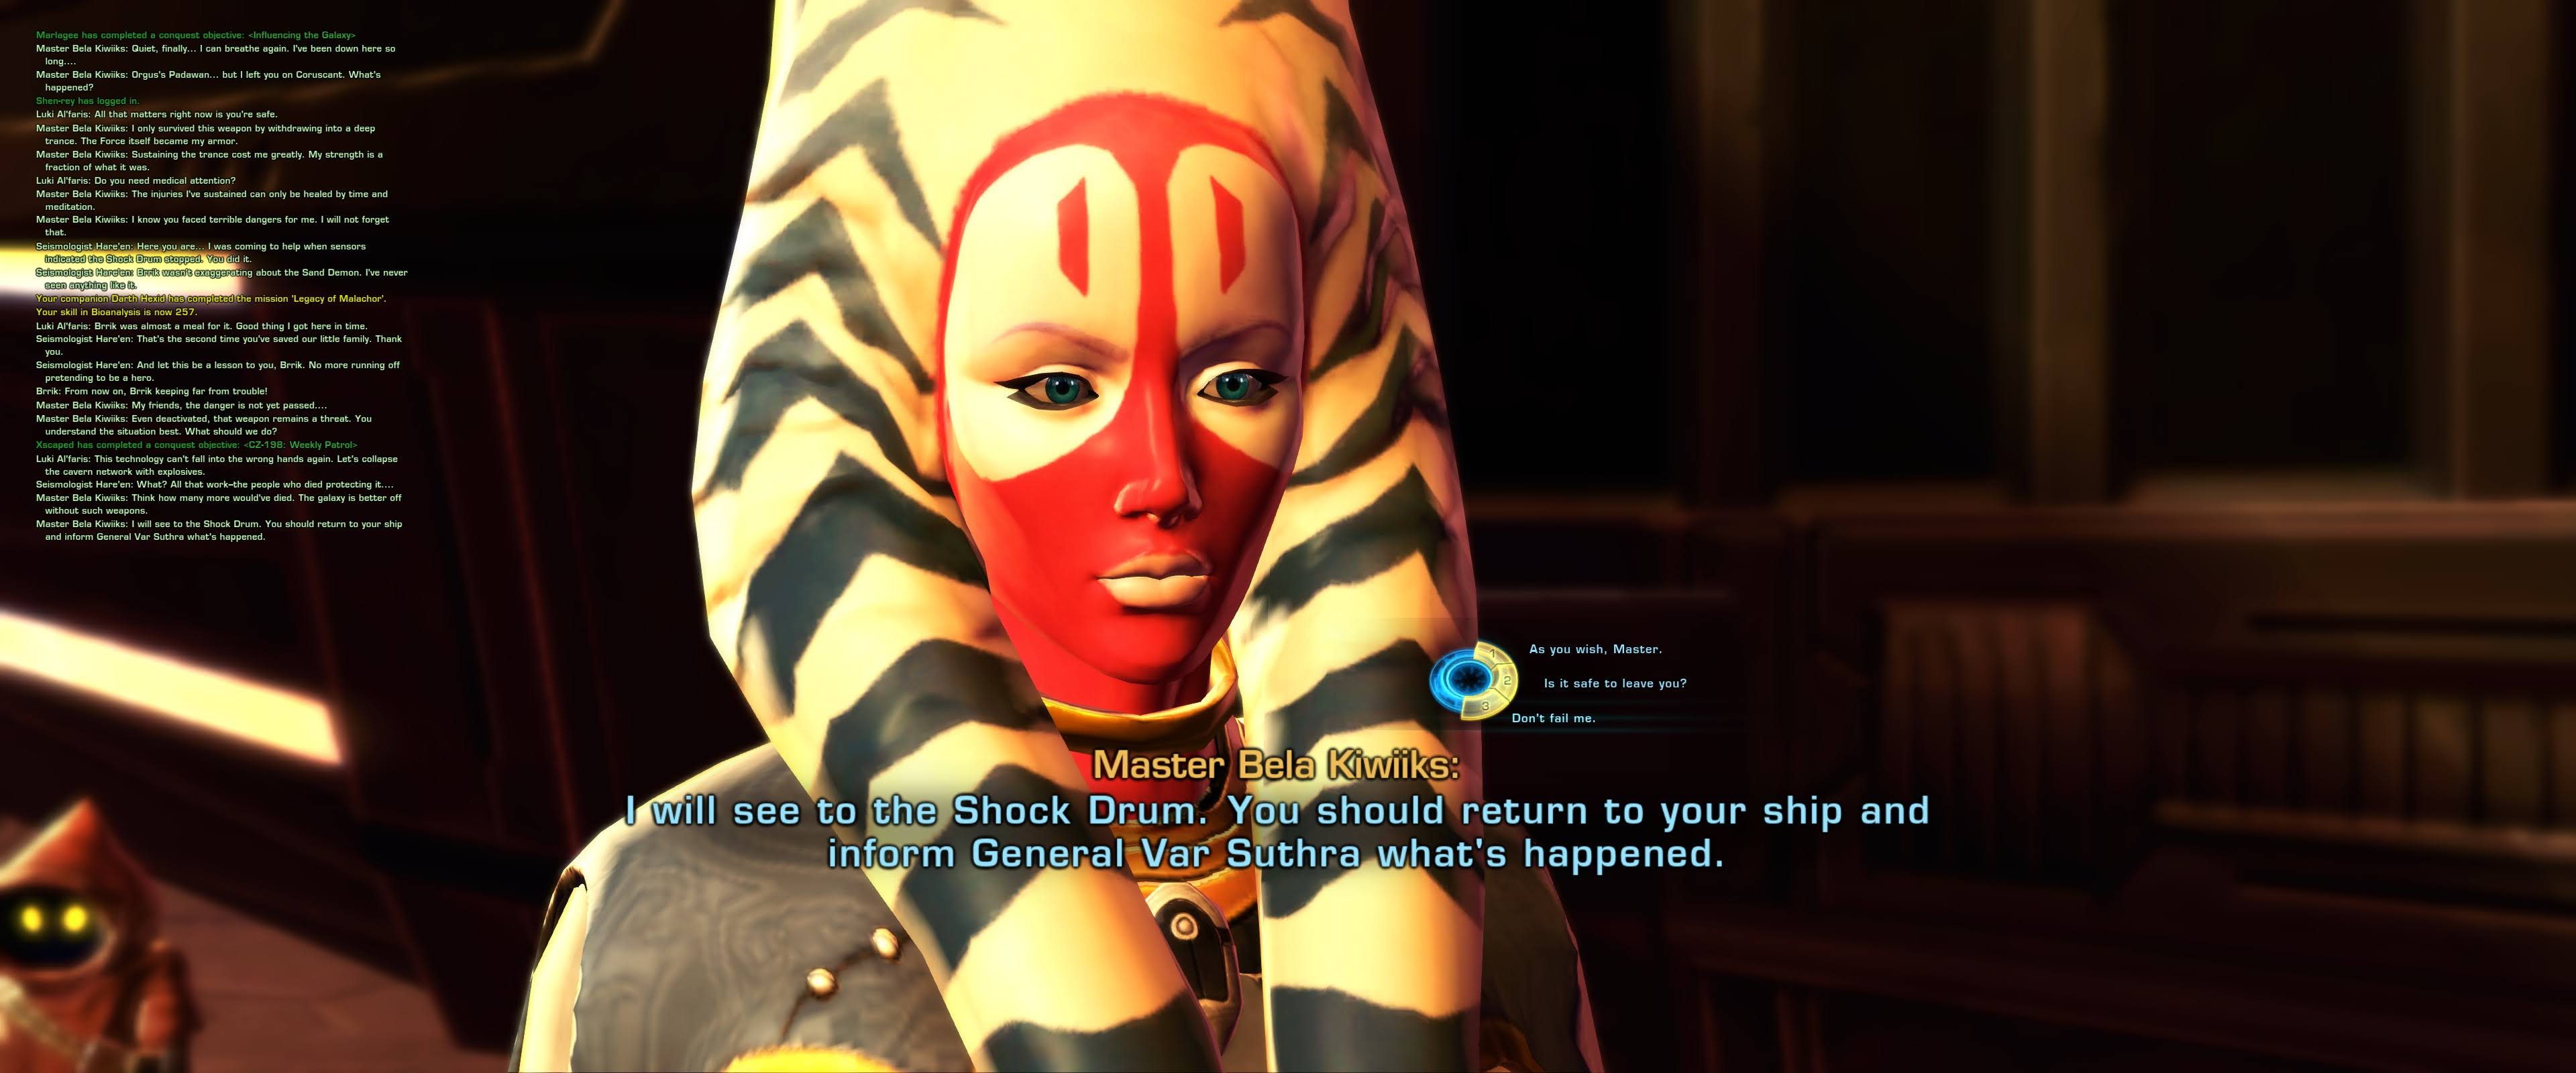 Marlagee has completed a conquest objective: <Influencing the Galaxy>
Master Bela Kiwiiks: Quiet, finally... I can breathe again. I've been down here so
long....
Master Bela Kiwiiks: Orgus's Padawan... but I left you on Coruscant. What's
happened?
Shen-rey has logged in.
Luki Al'faris: All that matters right now is you're safe.
Master Bela Kiwiiks: I only survived this weapon by withdrawing into a deep
trance. The Force itself became my armor.
Master Bela Kiwiiks: Sustaining the trance cost me greatly. My strength is a
fraction of what it was.
Luki Al'faris: Do you need medical attention?
Master Bela Kiwiiks: The injuries I've sustained can only be healed by time and
meditation.
Master Bela Kiwiiks: I know you faced terrible dangers for me. I will not forget
that.
Seismologist Hare'en: Here you are... I was coming to help when sensors
indicated the Shock Drum stopped. You did it.
Seismologist Hare'en: Brrik wasn't exaggerating about the Sand Demon. I've never
seen anything like it.
Your companion Darth Hexid has completed the mission 'Legacy of Malachor'.
Your skill in Bioanalysis is now 257.
Luki Al'faris: Brrik was almost a meal for it. Good thing I got here in time.
Seismologist Hare'en: That's the second time you've saved our little family. Thank
you.
Seismologist Hare'en: And let this be a lesson to you, Brrik. No more running off
pretending to be a hero.
Brrik: From now on, Brrik keeping far from trouble!
Master Bela Kiwiiks: My friends, the danger is not yet passed....
Master Bela Kiwiiks: Even deactivated, that weapon remains a threat. You
understand the situation best. What should we do?
Xscaped has completed a conquest objective: <CZ-198: Weekly Patrol>
Luki Al'faris: This technology can't fall into the wrong hands again. Let's collapse
the cavern network with explosives.
Seismologist Hare'en: What? All that work—the people who died protecting it....
Master Bela Kiwiiks: Think how many more would've died. The galaxy is better off
without such weapons.
Master Bela Kiwiiks: I will see to the Shock Drum. You should return to your ship
and inform General Var Suthra what's happened.
1 As you wish, Master.
2 Is it safe to leave you?
3 Don't fail me.
Master Bela Kiwiiks:
I will see to the Shock Drum. You should return to your ship and
inform General Var Suthra what's happened.